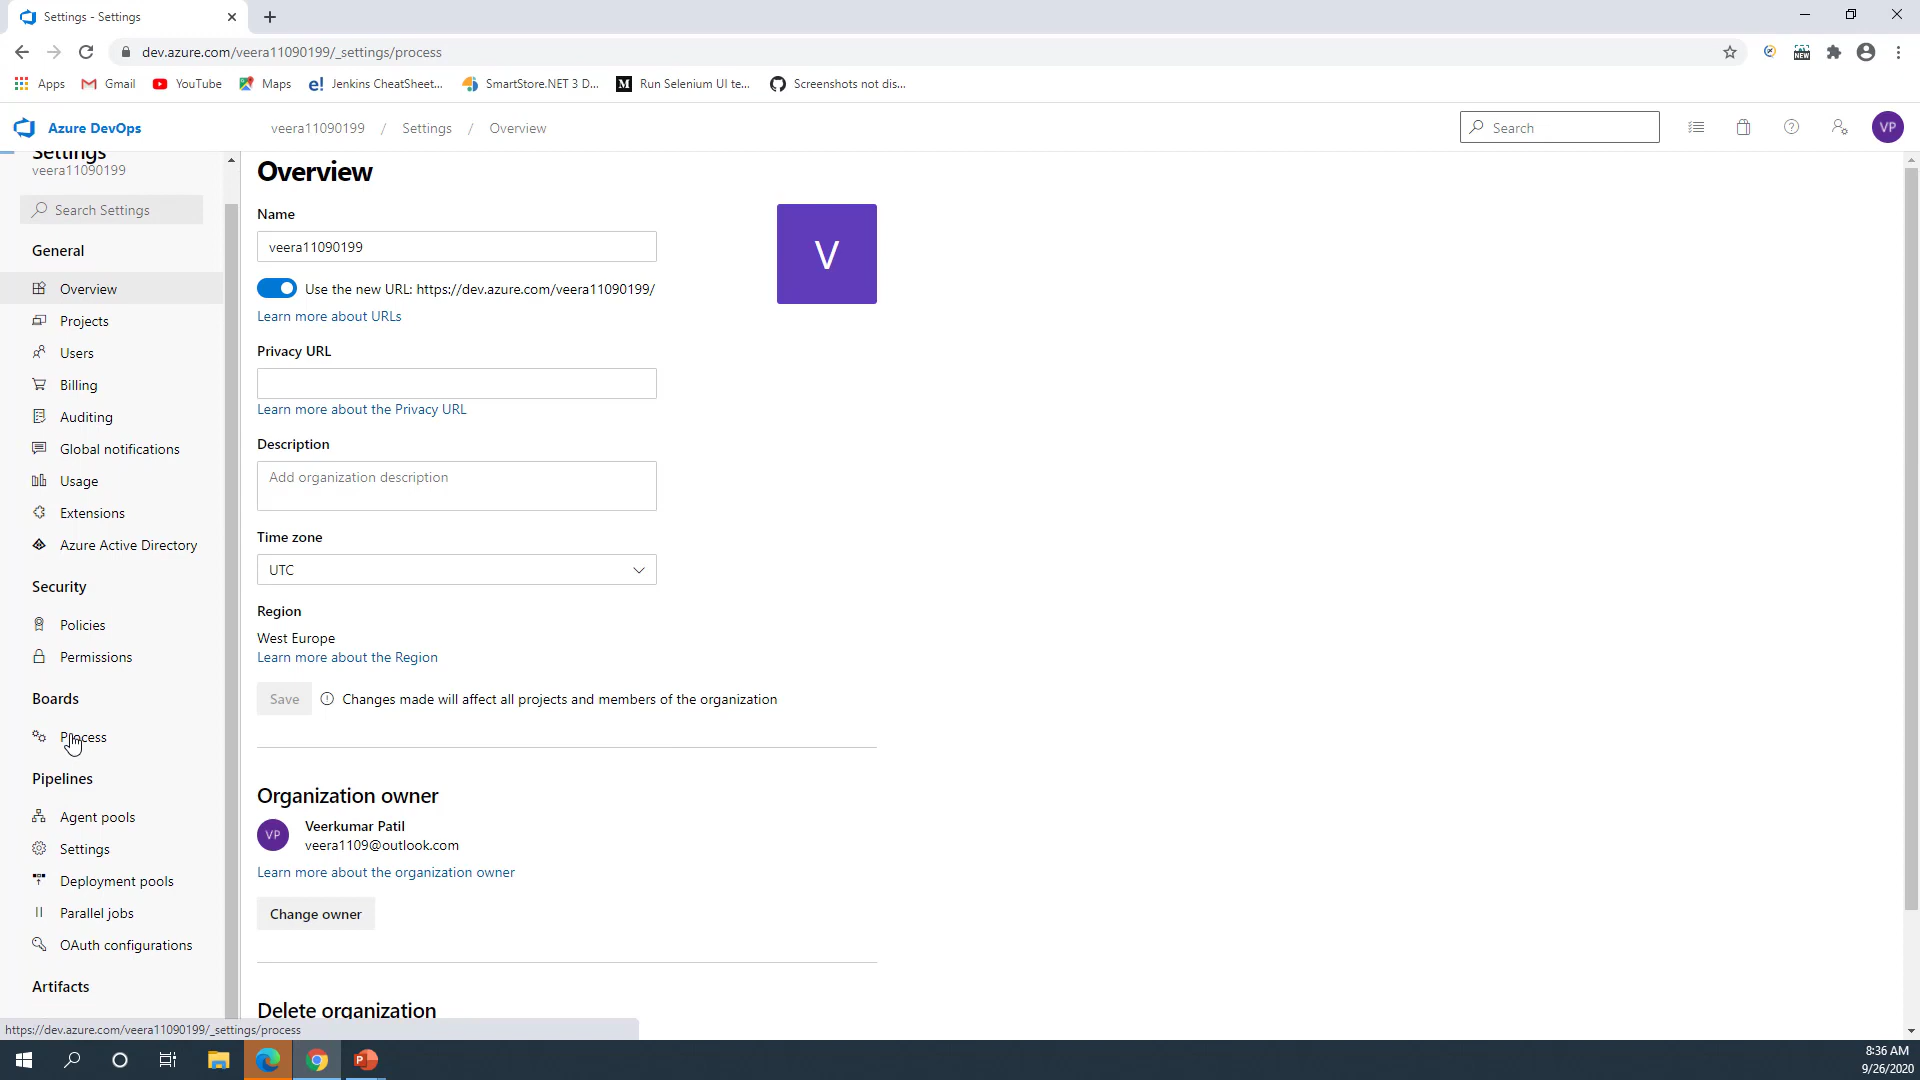 Settings - Settings
dev.azure.com/veera11090199/_settings/process
Apps
Gmail
YouTube
Maps
e! Jenkins CheatSheet...
SmartStore.NET 3 D...
M Run Selenium UI te...
Screenshots not dis...
Azure DevOps
veera11090199 / Settings / Overview
Search
VP
Settings
veera11090199
Search Settings
General
Overview
Projects
Users
Billing
Auditing
Global notifications
Usage
Extensions
Azure Active Directory
Security
Policies
Permissions
Boards
Process
Pipelines
Agent pools
Settings
Deployment pools
Parallel jobs
OAuth configurations
Artifacts
Overview
Name
veera11090199
V
Use the new URL: https://dev.azure.com/veera11090199/
Learn more about URLs
Privacy URL
Learn more about the Privacy URL
Description
Add organization description
Time zone
UTC
Region
West Europe
Learn more about the Region
Save
Changes made will affect all projects and members of the organization
Organization owner
VP
Veerkumar Patil
veera1109@outlook.com
Learn more about the organization owner
Change owner
Delete organization
https://dev.azure.com/veera11090199/_settings/process
8:36 AM
9/26/2020